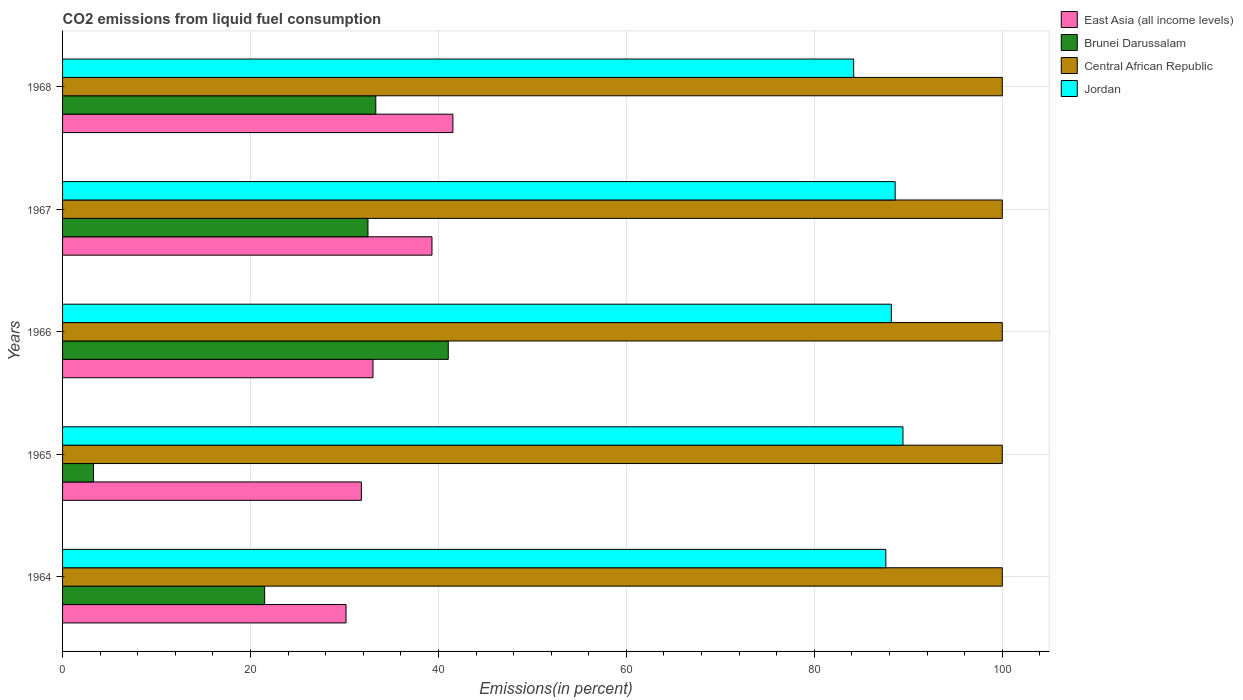 CO2 emissions from liquid fuel consumption
East Asia (all income levels)
Brunei Darussalam
Central African Republic
Jordan
Years
1968
1967
1966
1965
1964
0
20
40
60
80
100
Emissions(in percent)